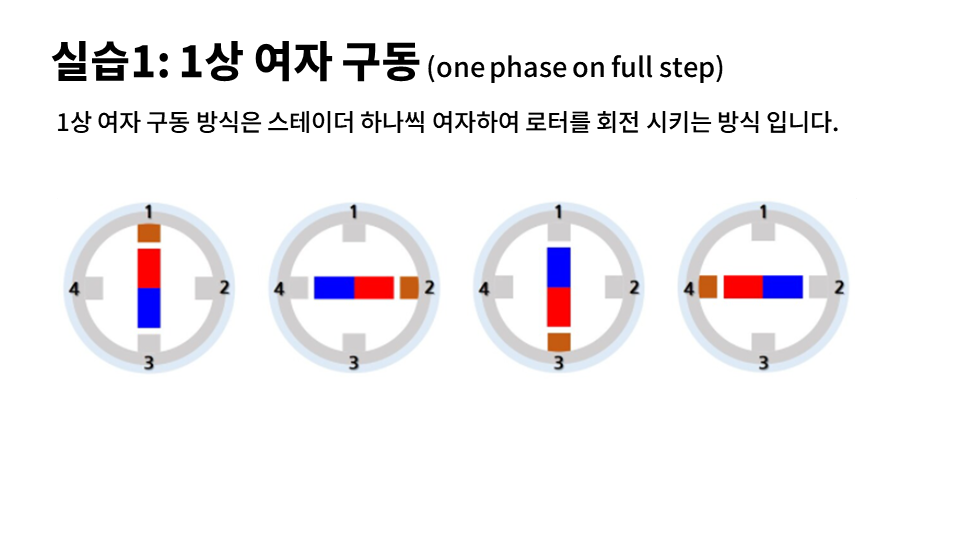 실습1: 1상 여자 구동 (one phase on full step)
1상 여자 구동 방식은 스테이더 하나씩 여자하여 로터를 회전 시키는 방식 입니다.
1 1 1 1
4 2 4 2 4 2 4 2
3 3 3 3